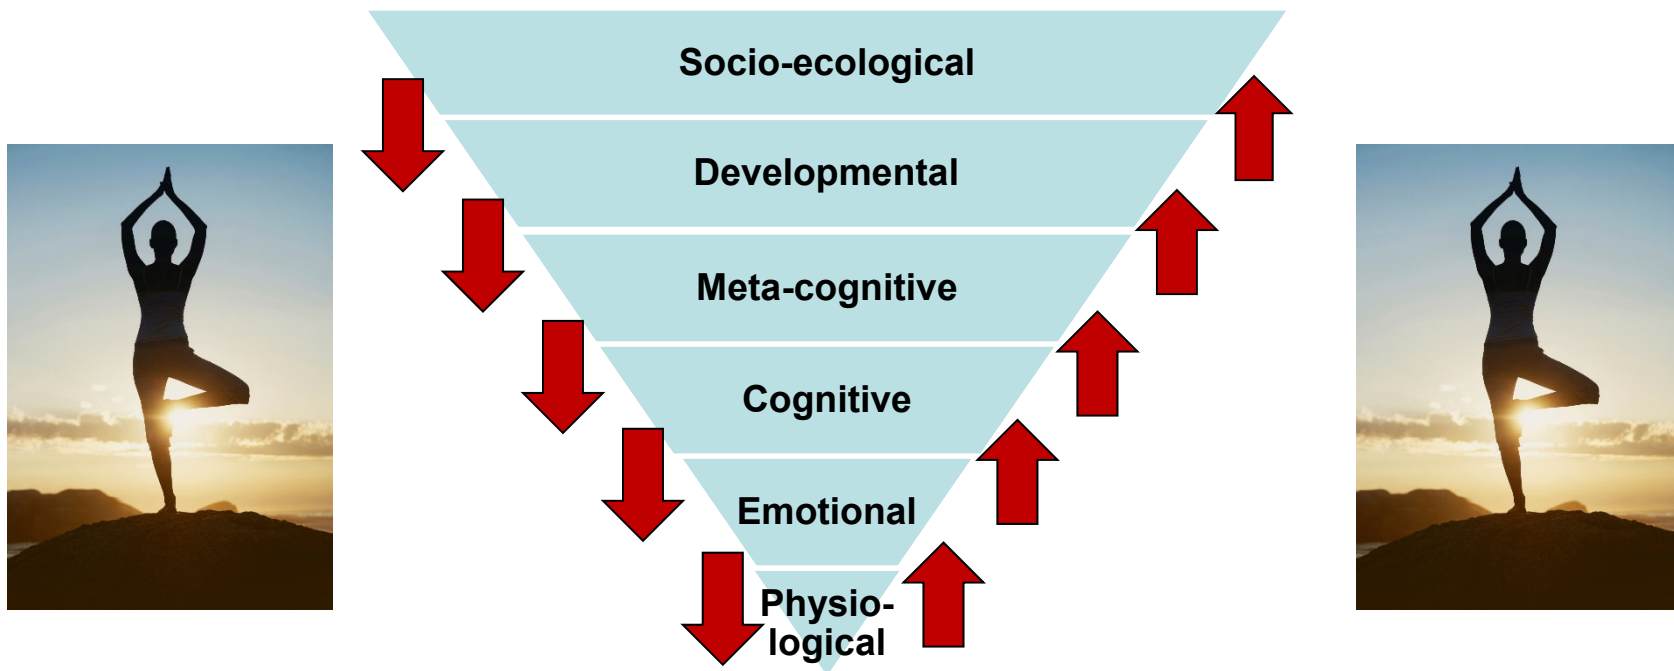 Socio-ecological
Developmental
Meta-cognitive
Cognitive
Emotional
Physio-
logical